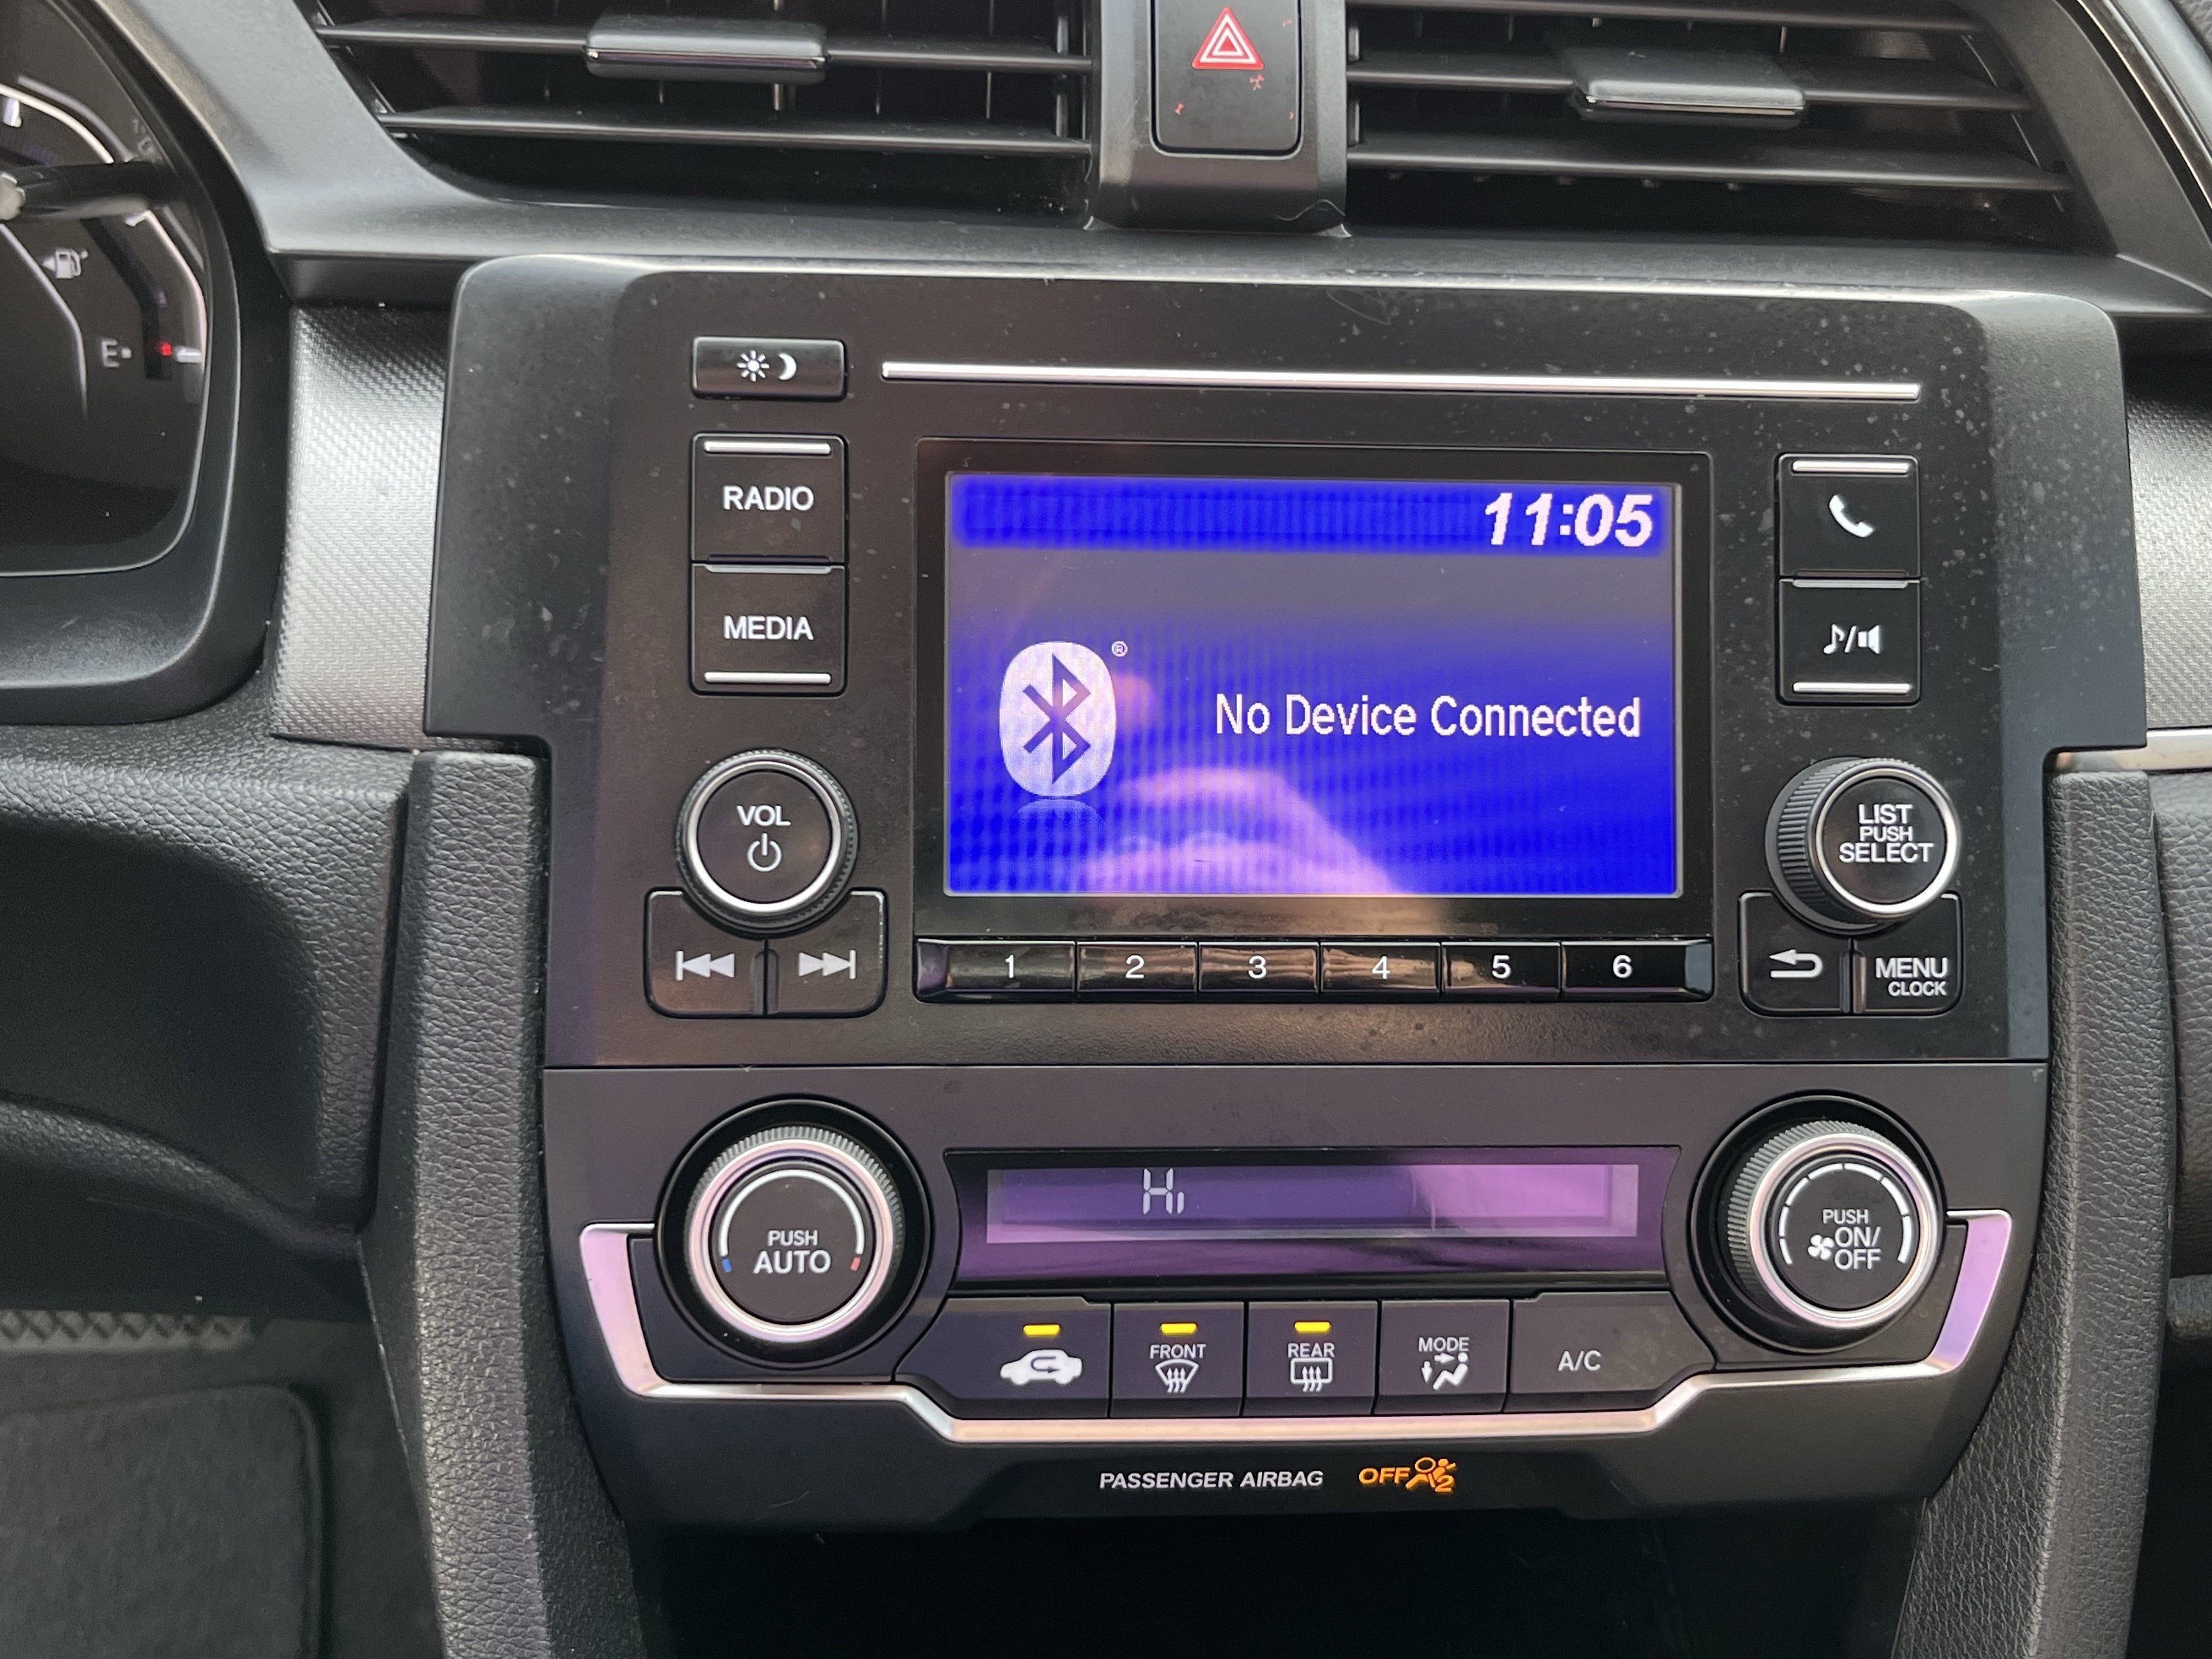 E
RADIO
MEDIA
VOL
11:05
®
No Device Connected
LIST
PUSH
SELECT
1 2 3 4 5 6
MENU
CLOCK
Hi
PUSH
AUTO
PUSH
ON/
OFF
FRONT
REAR
MODE
A/C
PASSENGER AIRBAG OFF 2